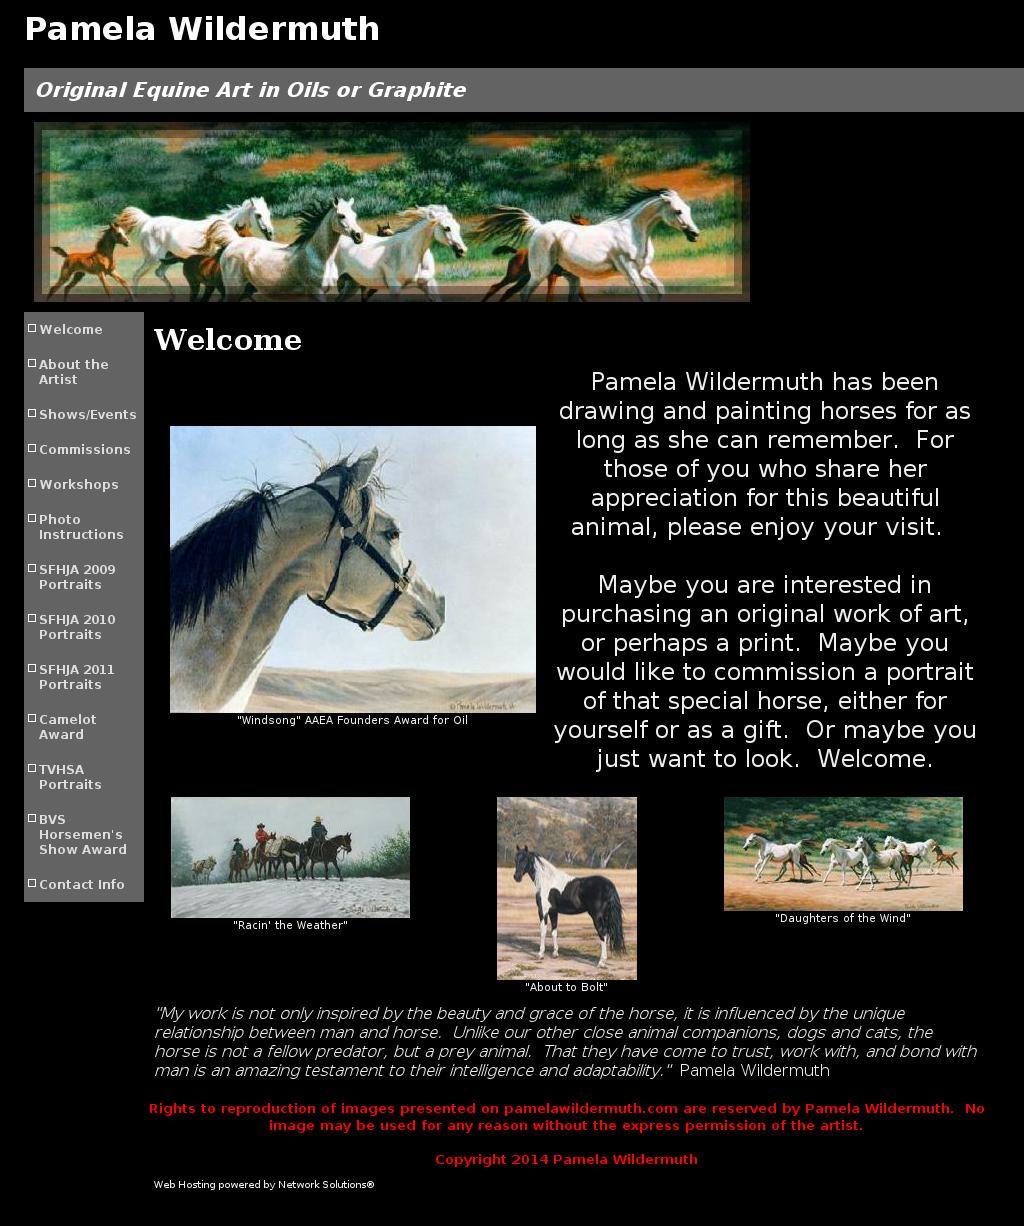 Pamela Wildermuth
Original Equine Art in Oils or Graphite
Welcome
About the
Artist
Shows/Events
Commissions
Workshops
Photo
Instructions
SFHJA 2009
Portraits
SFHJA 2010
Portraits
SFHJA 2011
Portraits
Camelot
Award
TVHSA
Portraits
BVS
Horsemen's
Show Award
Contact Info
Welcome
"Windsong" AAEA Founders Award for Oil
Pamela Wildermuth has been
drawing and painting horses for as
long as she can remember.  For
those of you who share her
appreciation for this beautiful
animal, please enjoy your visit.
Maybe you are interested in
purchasing an original work of art,
or perhaps a print.  Maybe you
would like to commission a portrait
of that special horse, either for
yourself or as a gift.  Or maybe you
just want to look.  Welcome.
"Racin' the Weather"
"About to Bolt"
"Daughters of the Wind"
"My work is not only inspired by the beauty and grace of the horse, it is influenced by the unique
relationship between man and horse.  Unlike our other close animal companions, dogs and cats, the
horse is not a fellow predator, but a prey animal.  That they have come to trust, work with, and bond with
man is an amazing testament to their intelligence and adaptability."  Pamela Wildermuth
Rights to reproduction of images presented on pamelawildermuth.com are reserved by Pamela Wildermuth.  No
image may be used for any reason without the express permission of the artist.
Copyright 2014 Pamela Wildermuth
Web Hosting powered by Network Solutions®